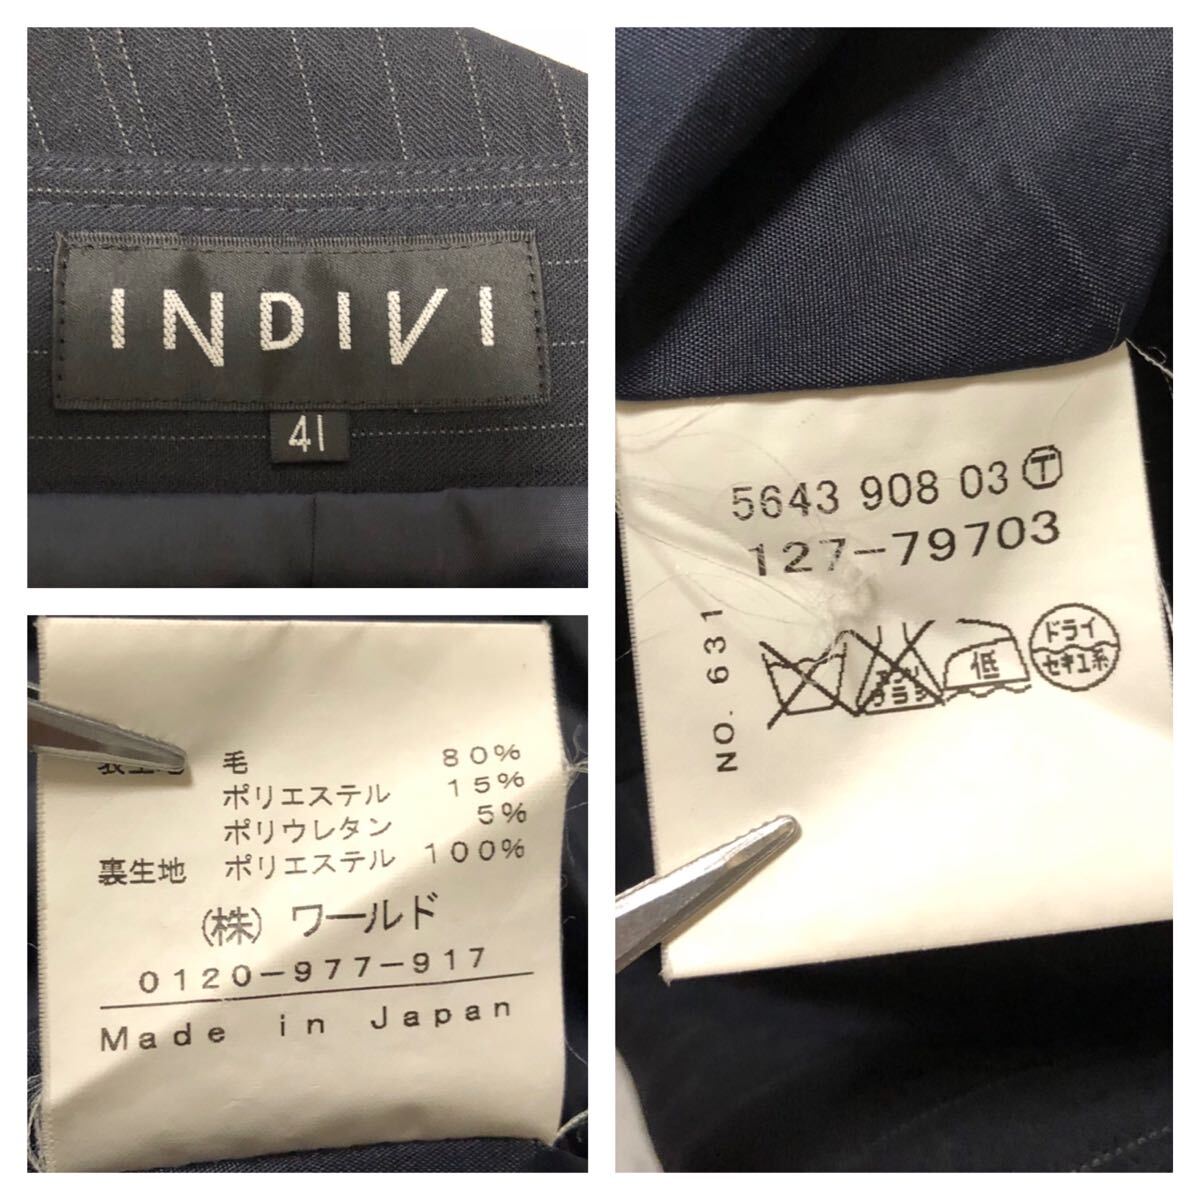 INDIVI
41
5643 908 03 T
127-79703
NO. 631
低
ドライ
セキユ系
毛 80%
ポリエステル 15%
ポリウレタン 5%
裏生地 ポリエステル 100%
(株) ワールド
0120-977-917
Made in Japan